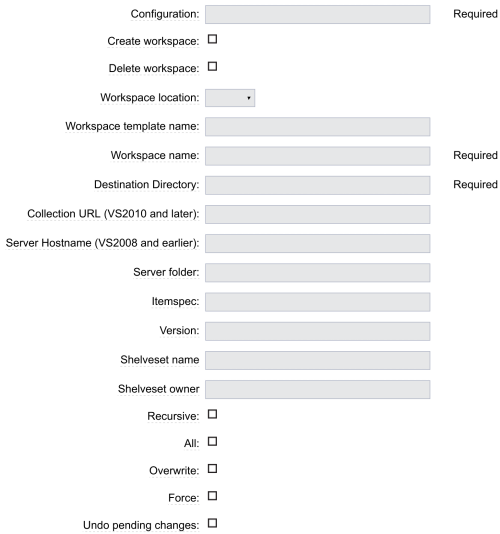 Configuration: Required
Create workspace:
Delete workspace:
Workspace location:
Workspace template name:
Workspace name: Required
Destination Directory: Required
Collection URL (VS2010 and later):
Server Hostname (VS2008 and earlier):
Server folder:
Itemspec:
Version:
Shelveset name
Shelveset owner
Recursive:
All:
Overwrite:
Force:
Undo pending changes: